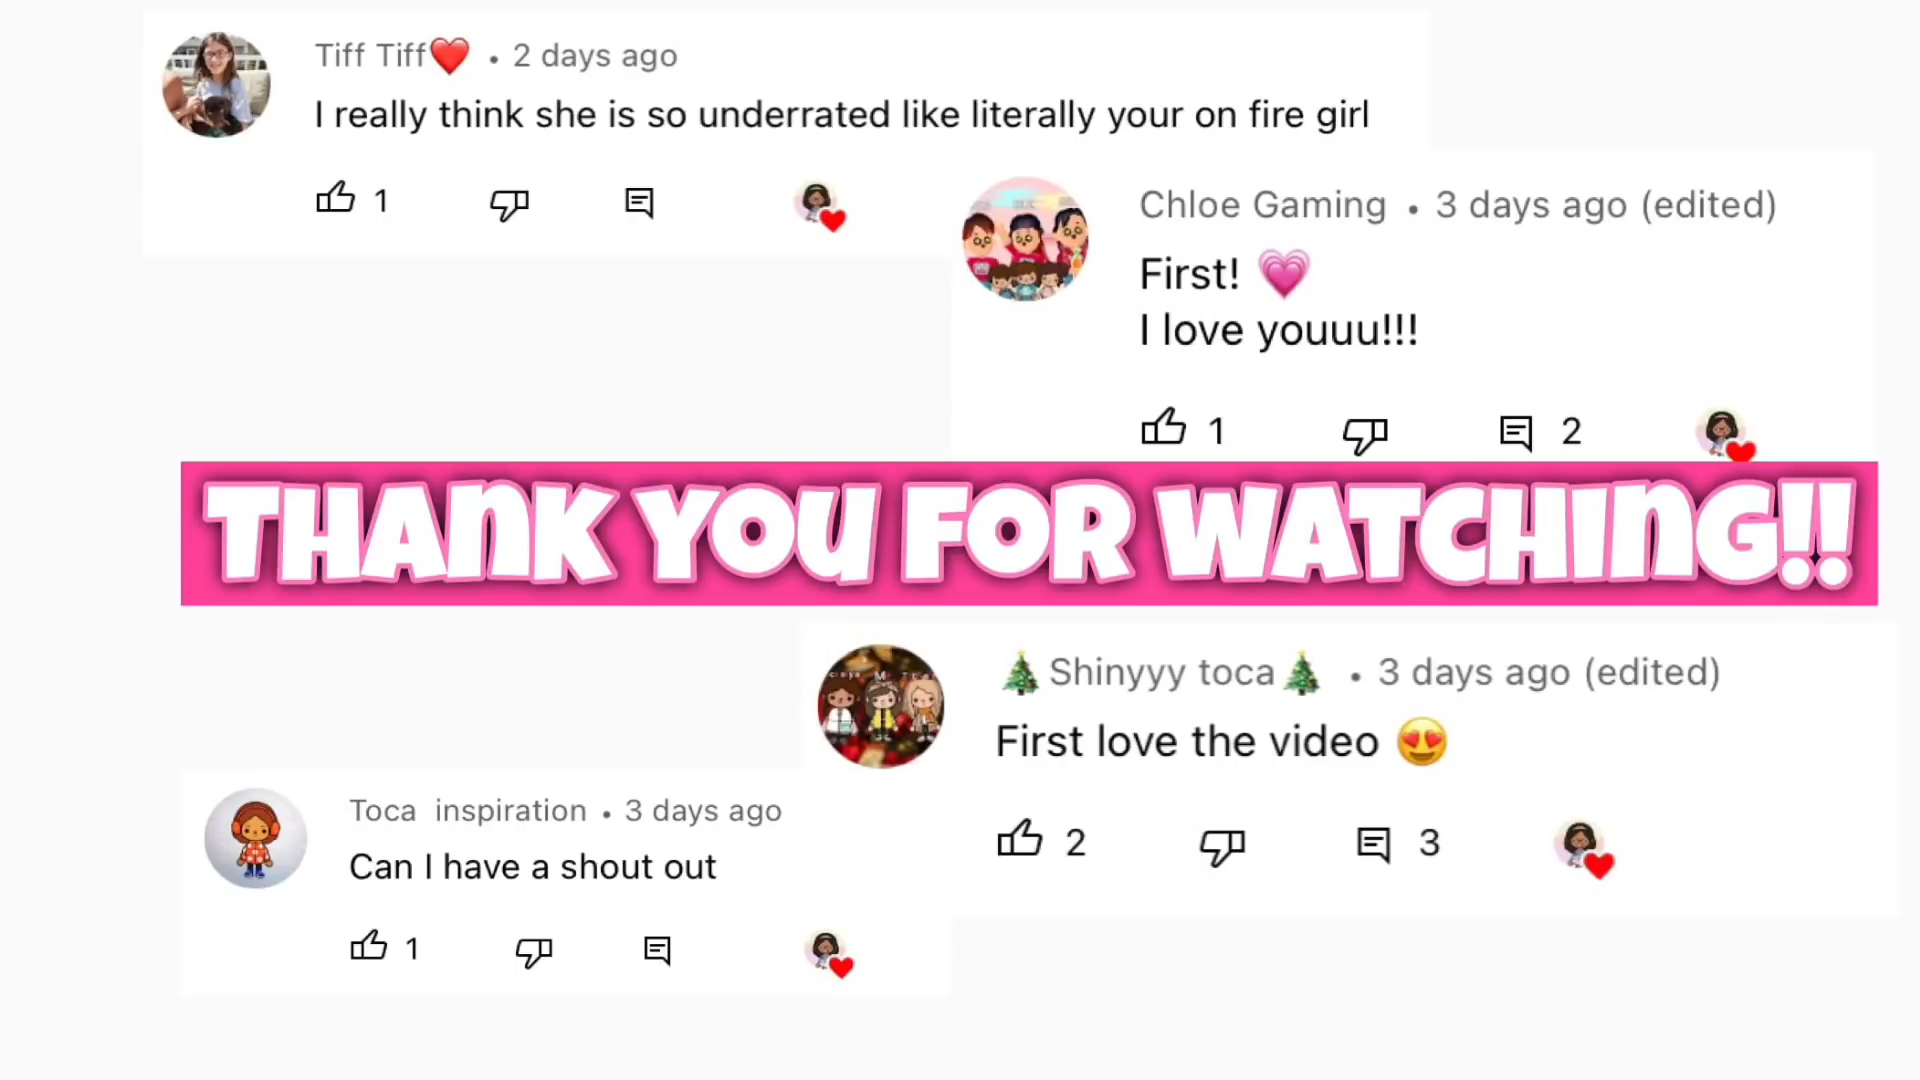 Tiff Tiff❤️ • 2 days ago
I really think she is so underrated like literally your on fire girl
1
Chloe Gaming • 3 days ago (edited)
First! 💗
I love youuu!!!
1 2
THANK YOU FOR WATCHING!!
🎄Shinyyy toca🎄 • 3 days ago (edited)
First love the video 😍
2 3
Toca inspiration • 3 days ago
Can I have a shout out
1